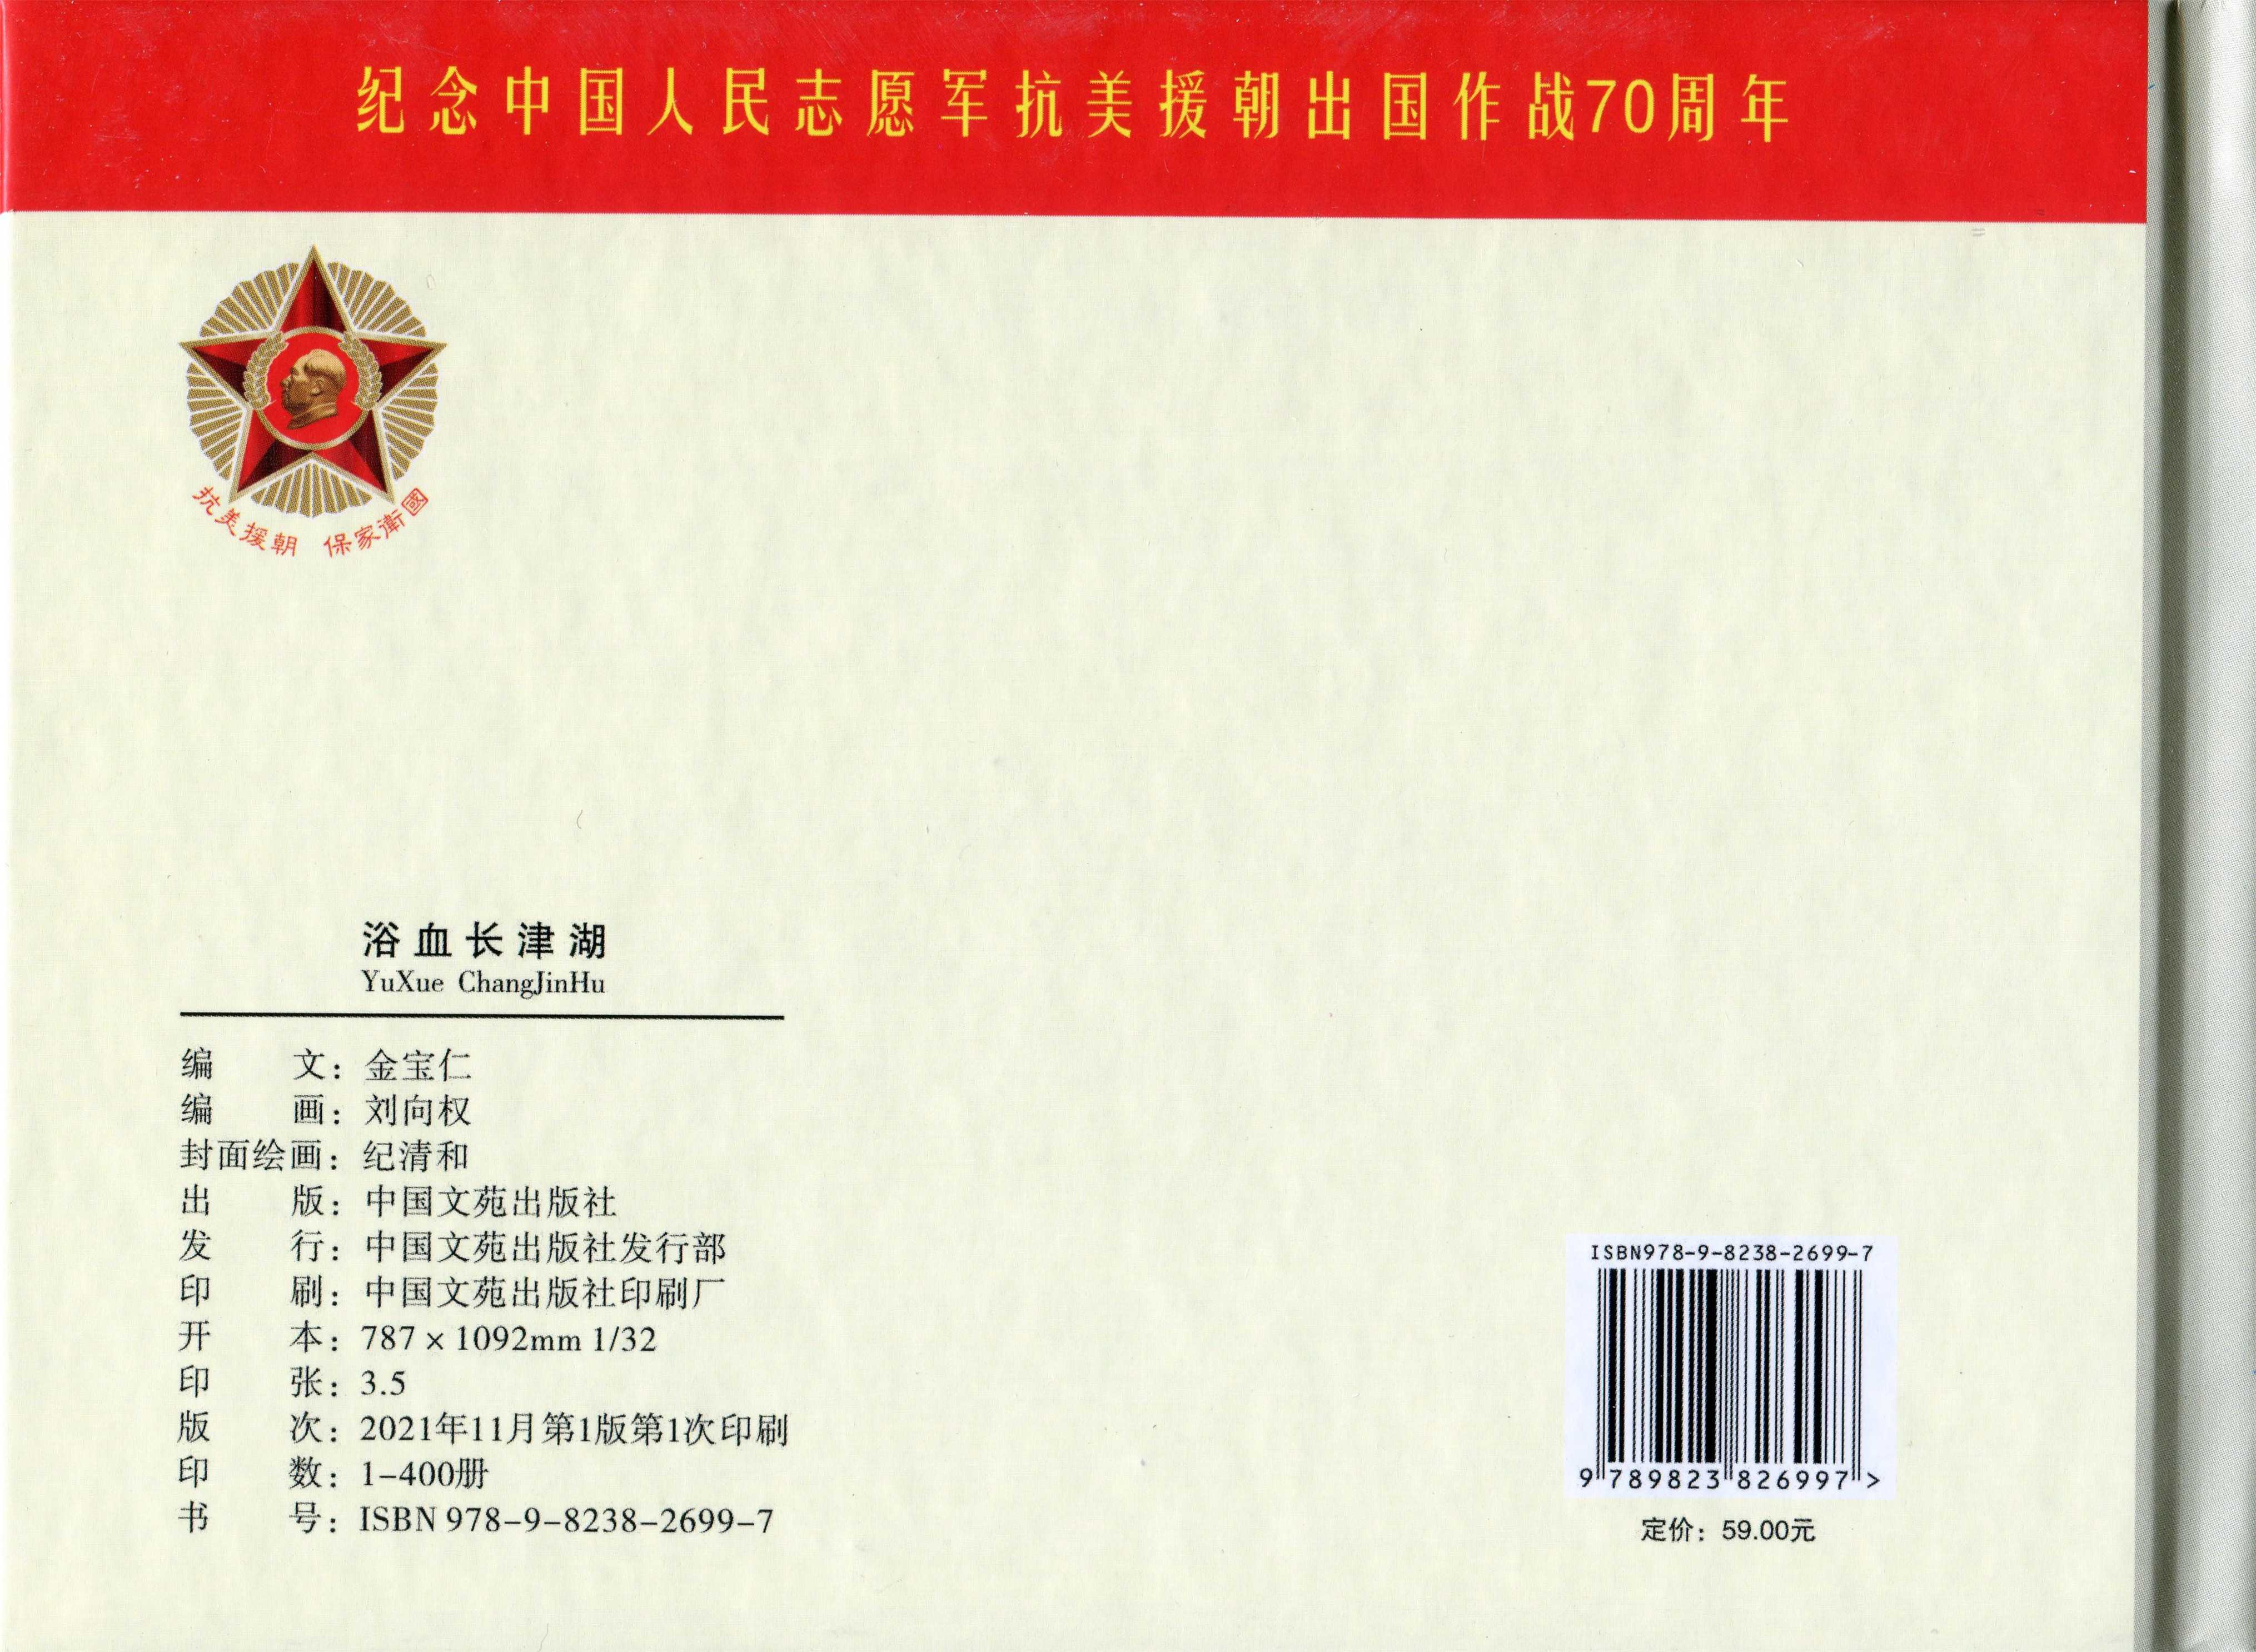 纪念中国人民志愿军抗美援朝出国作战70周年
抗美援朝 保家衛國
浴血长津湖
YuXue ChangJinHu
编 文：金宝仁
编 画：刘向权
封面绘画：纪清和
出 版：中国文苑出版社
发 行：中国文苑出版社发行部
印 刷：中国文苑出版社印刷厂
开 本：787×1092mm 1/32
印 张：3.5
版 次：2021年11月第1版第1次印刷
印 数：1-400册
书 号：ISBN 978-9-8238-2699-7
ISBN978-9-8238-2699-7
9 789823 826997 >
定价：59.00元